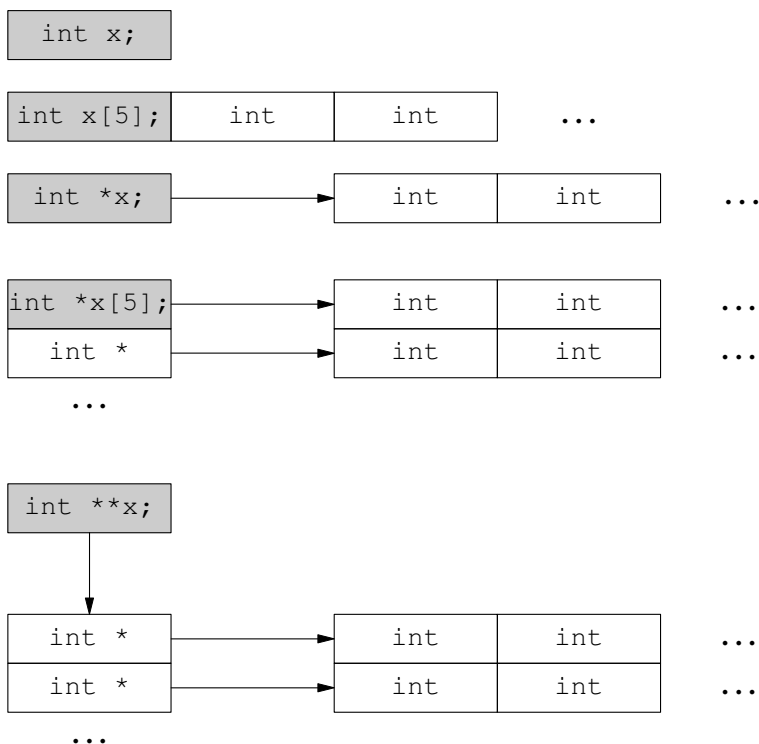 int x;
int x[5]; int int ...
int *x; int int ...
int *x[5]; int int ...
int * int int ...
...
int **x;
int * int int ...
int * int int ...
...